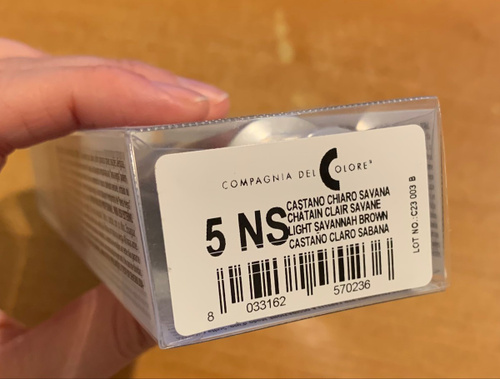 COMPAGNIA DEL COLORE®
5 NS
CASTANO CHIARO SAVANA
CHATAIN CLAIR SAVANE
LIGHT SAVANNAH BROWN
CASTAÑO CLARO SABANA
8 033162 570236
LOT NO.:C23 003 B